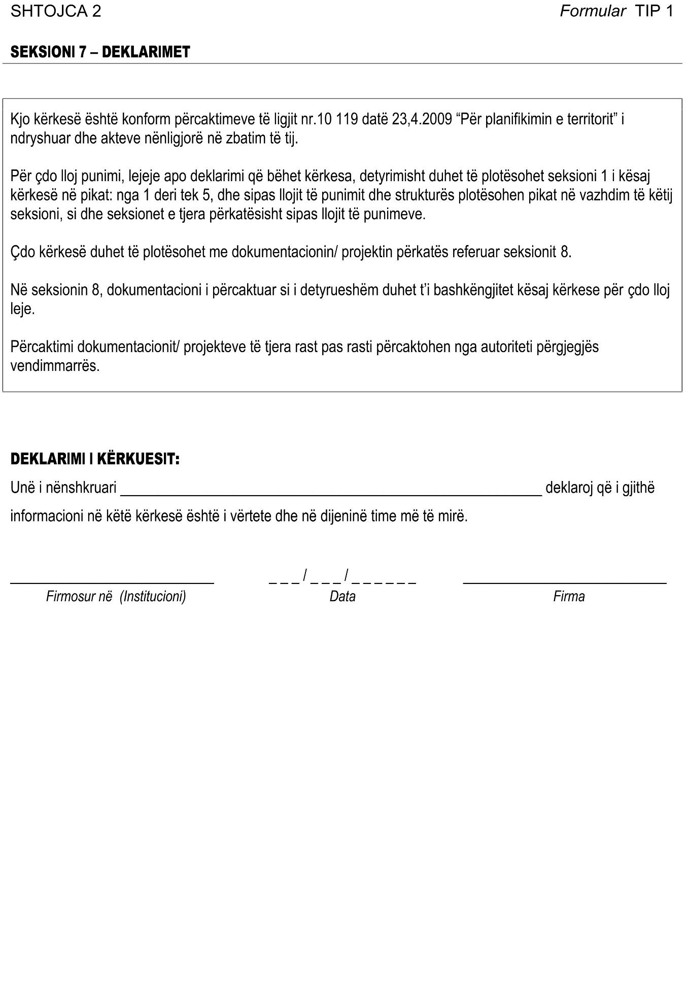 SHTOJCA 2 Formular TIP 1
SEKSIONI 7 – DEKLARIMET
Kjo kërkesë është konform përcaktimeve të ligjit nr.10 119 datë 23,4.2009 “Për planifikimin e territorit” i
ndryshuar dhe akteve nënligjorë në zbatim të tij.
Për çdo lloj punimi, lejeje apo deklarimi që bëhet kërkesa, detyrimisht duhet të plotësohet seksioni 1 i kësaj
kërkesë në pikat: nga 1 deri tek 5, dhe sipas llojit të punimit dhe strukturës plotësohen pikat në vazhdim të këtij
seksioni, si dhe seksionet e tjera përkatësisht sipas llojit të punimeve.
Çdo kërkesë duhet të plotësohet me dokumentacionin/ projektin përkatës referuar seksionit 8.
Në seksionin 8, dokumentacioni i përcaktuar si i detyrueshëm duhet t’i bashkëngjitet kësaj kërkese për çdo lloj
leje.
Përcaktimi dokumentacionit/ projekteve të tjera rast pas rasti përcaktohen nga autoriteti përgjegjës
vendimmarrës.
DEKLARIMI I KËRKUESIT:
Unë i nënshkruari ______________________________ deklaroj që i gjithë
informacioni në këtë kërkesë është i vërtete dhe në dijeninë time më të mirë.
____________________ _ _ _ / _ _ _ / _ _ _ _ _ _ ____________________
Firmosur në (Institucioni) Data Firma